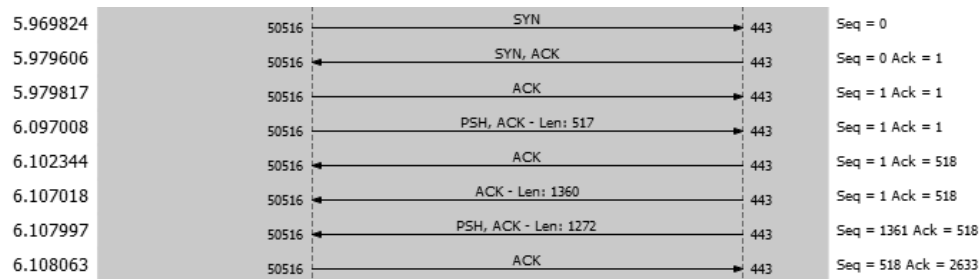 5.969824 50516 SYN 443 Seq = 0
5.979606 50516 SYN, ACK 443 Seq = 0 Ack = 1
5.979817 50516 ACK 443 Seq = 1 Ack = 1
6.097008 50516 PSH, ACK - Len: 517 443 Seq = 1 Ack = 1
6.102344 50516 ACK 443 Seq = 1 Ack = 518
6.107018 50516 ACK - Len: 1360 443 Seq = 1 Ack = 518
6.107997 50516 PSH, ACK - Len: 1272 443 Seq = 1361 Ack = 518
6.108063 50516 ACK 443 Seq = 518 Ack = 2633